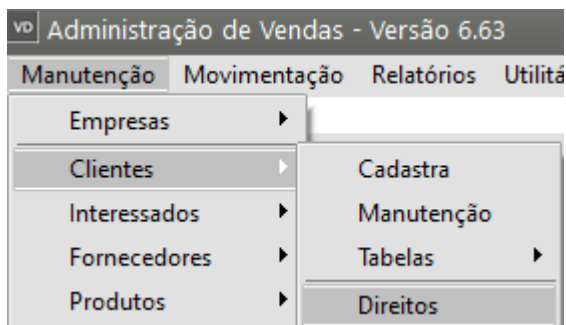 VD Administração de Vendas - Versão 6.63
Manutenção Movimentação Relatórios
Empresas
Clientes
Cadastra
Interessados
Manutenção
Fornecedores
Tabelas
Produtos
Direitos